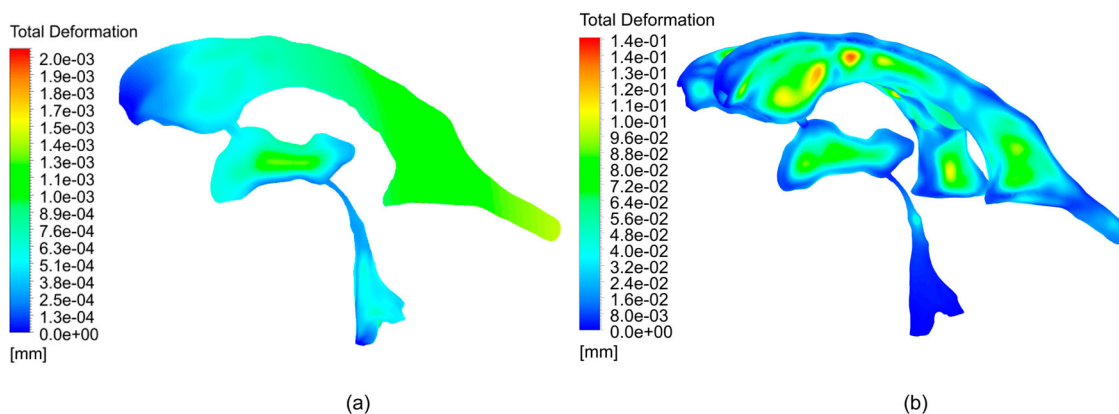 Total Deformation
2.0e-03
1.9e-03
1.8e-03
1.6e-03
1.5e-03
1.4e-03
1.3e-03
1.1e-03
1.0e-03
8.9e-04
7.6e-04
6.3e-04
5.1e-04
3.8e-04
2.5e-04
1.3e-04
0.0e+00
[mm]
(a)
Total Deformation
1.4e-01
1.4e-01
1.3e-01
1.2e-01
1.1e-01
1.0e-01
9.6e-02
8.8e-02
8.0e-02
7.2e-02
6.4e-02
5.6e-02
4.8e-02
4.0e-02
3.2e-02
2.4e-02
1.6e-02
8.0e-03
0.0e+00
[mm]
(b)